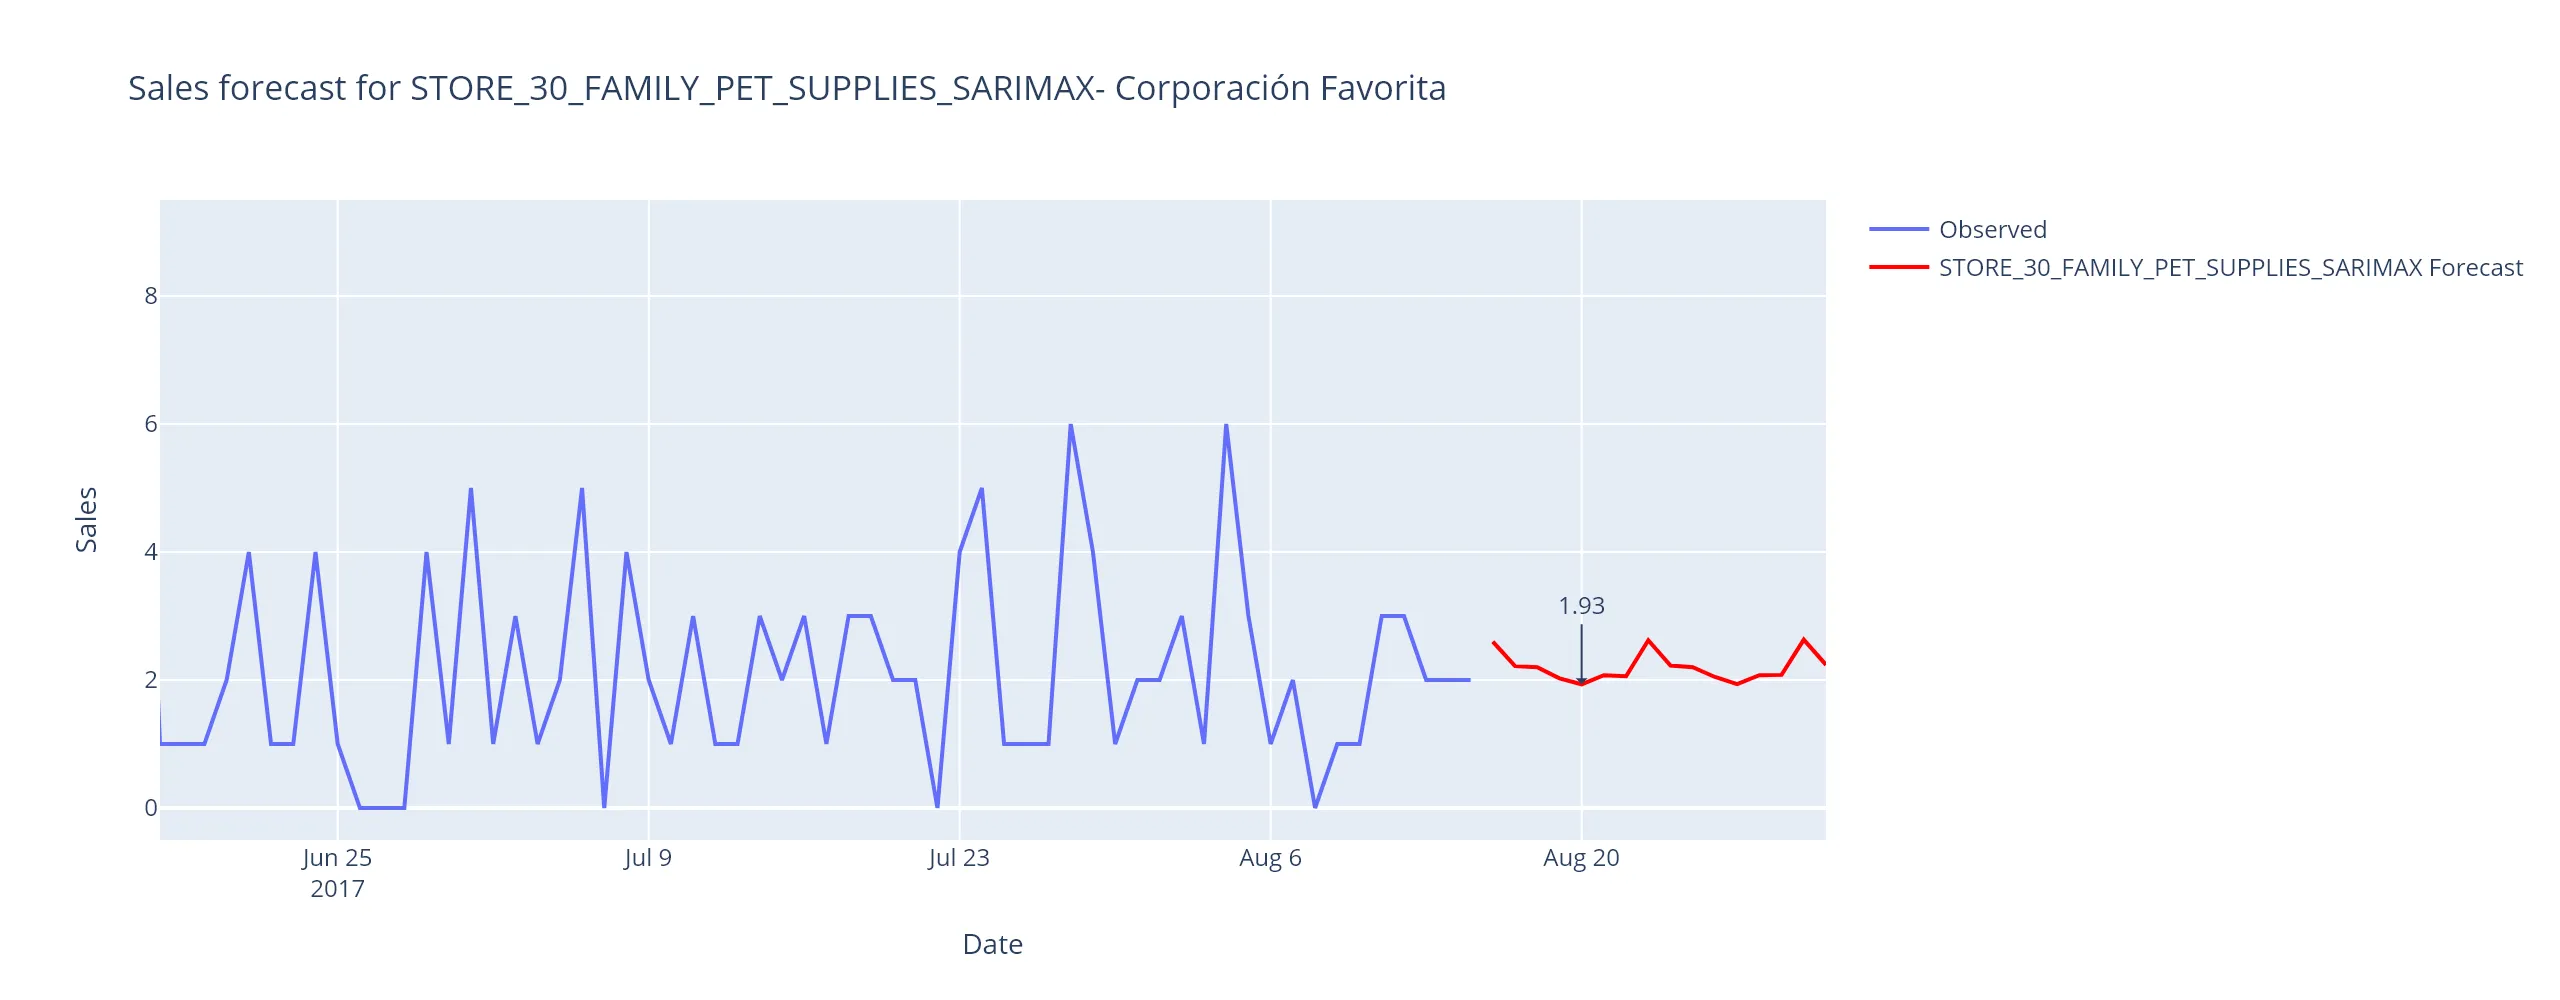 Sales forecast for STORE_30_FAMILY_PET_SUPPLIES_SARIMAX- Corporación Favorita
Observed
STORE_30_FAMILY_PET_SUPPLIES_SARIMAX Forecast
Sales
8
6
4
2
0
1.93
Jun 25
2017
Jul 9
Jul 23
Aug 6
Aug 20
Date